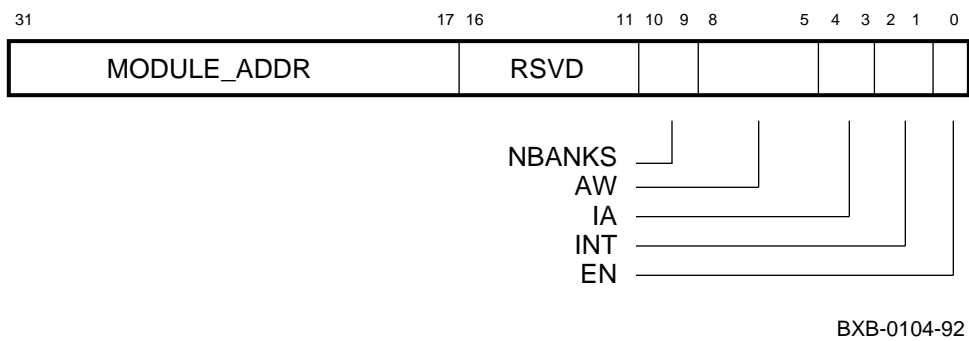 31 17 16 11 10 9 8 5 4 3 2 1 0
MODULE_ADDR RSVD
NBANKS
AW
IA
INT
EN
BXB-0104-92